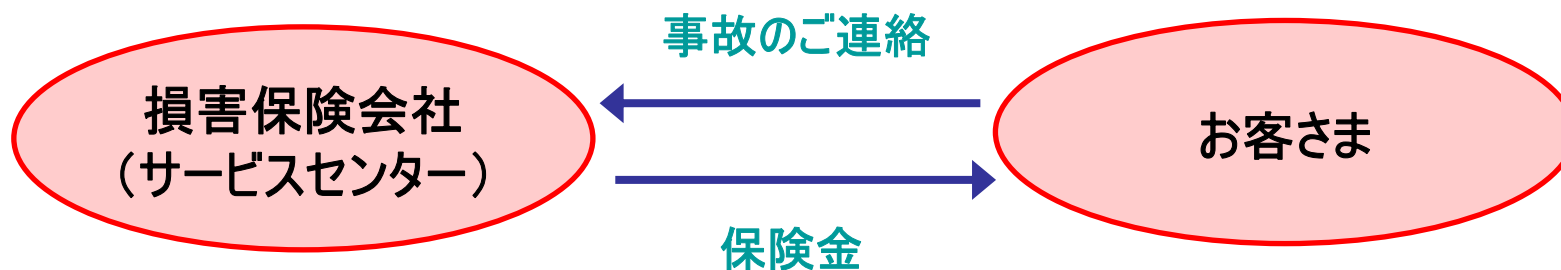 事故のご連絡
損害保険会社
（サービスセンター）
お客さま
保険金